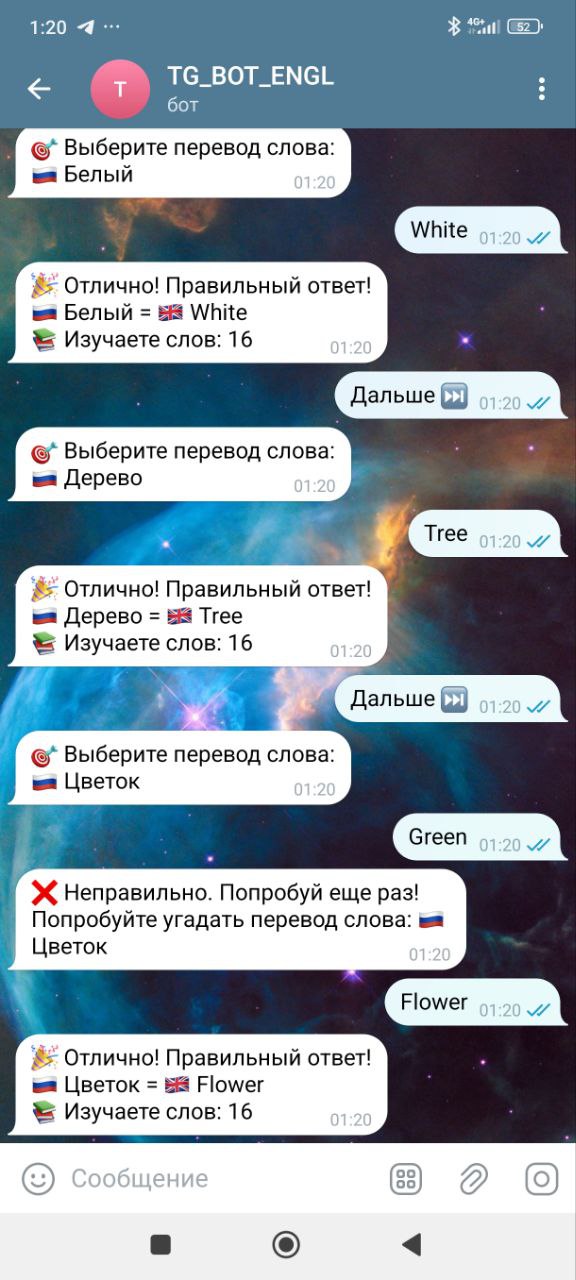 1:20 ... 4G+ 52
T
TG_BOT_ENGL
бот
🎯 Выберите перевод слова:
🇷🇺 Белый 01:20
White 01:20
🎉 Отлично! Правильный ответ!
🇷🇺 Белый = 🇬🇧 White
📚 Изучаете слов: 16 01:20
Дальше ⏭ 01:20
🎯 Выберите перевод слова:
🇷🇺 Дерево 01:20
Tree 01:20
🎉 Отлично! Правильный ответ!
🇷🇺 Дерево = 🇬🇧 Tree
📚 Изучаете слов: 16 01:20
Дальше ⏭ 01:20
🎯 Выберите перевод слова:
🇷🇺 Цветок 01:20
Green 01:20
❌ Неправильно. Попробуй еще раз!
Попробуйте угадать перевод слова: 🇷🇺
Цветок 01:20
Flower 01:20
🎉 Отлично! Правильный ответ!
🇷🇺 Цветок = 🇬🇧 Flower
📚 Изучаете слов: 16 01:20
Сообщение